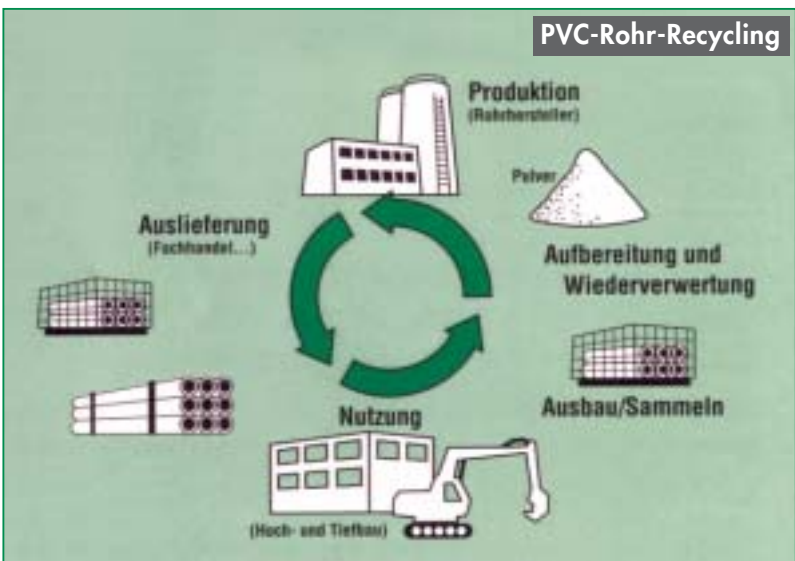 PVC-Rohr-Recycling
Produktion
(Rohrhersteller)
Pulver
Auslieferung
(Fachhandel...)
Aufbereitung und
Wiederverwertung
Ausbau/Sammeln
Nutzung
(Hoch- und Tiefbau)